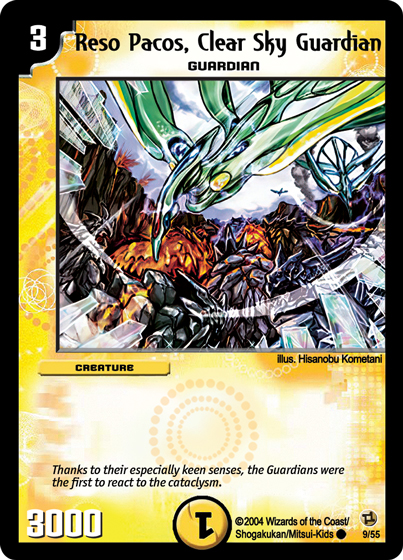 3
Reso Pacos, Clear Sky Guardian
GUARDIAN
illus. Hisanobu Kometani
CREATURE
Thanks to their especially keen senses, the Guardians were
the first to react to the cataclysm.
3000
1
©2004 Wizards of the Coast/
Shogakukan/Mitsui-Kids
9/55